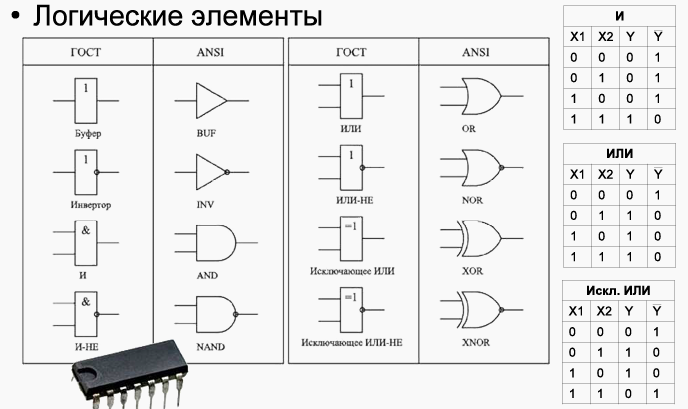 • Логические элементы
ГОСТ ANSI
1
Буфер BUF
1
Инвертор INV
&
И AND
&
И-НЕ NAND
ГОСТ ANSI
1
ИЛИ OR
1
ИЛИ-НЕ NOR
=1
Исключающее ИЛИ XOR
=1
Исключающее ИЛИ-НЕ XNOR
И
X1 X2 Y Y̅
0 0 0 1
0 1 0 1
1 0 0 1
1 1 1 0
ИЛИ
X1 X2 Y Y̅
0 0 0 1
0 1 1 0
1 0 1 0
1 1 1 0
Искл. ИЛИ
X1 X2 Y Y̅
0 0 0 1
0 1 1 0
1 0 1 0
1 1 0 1